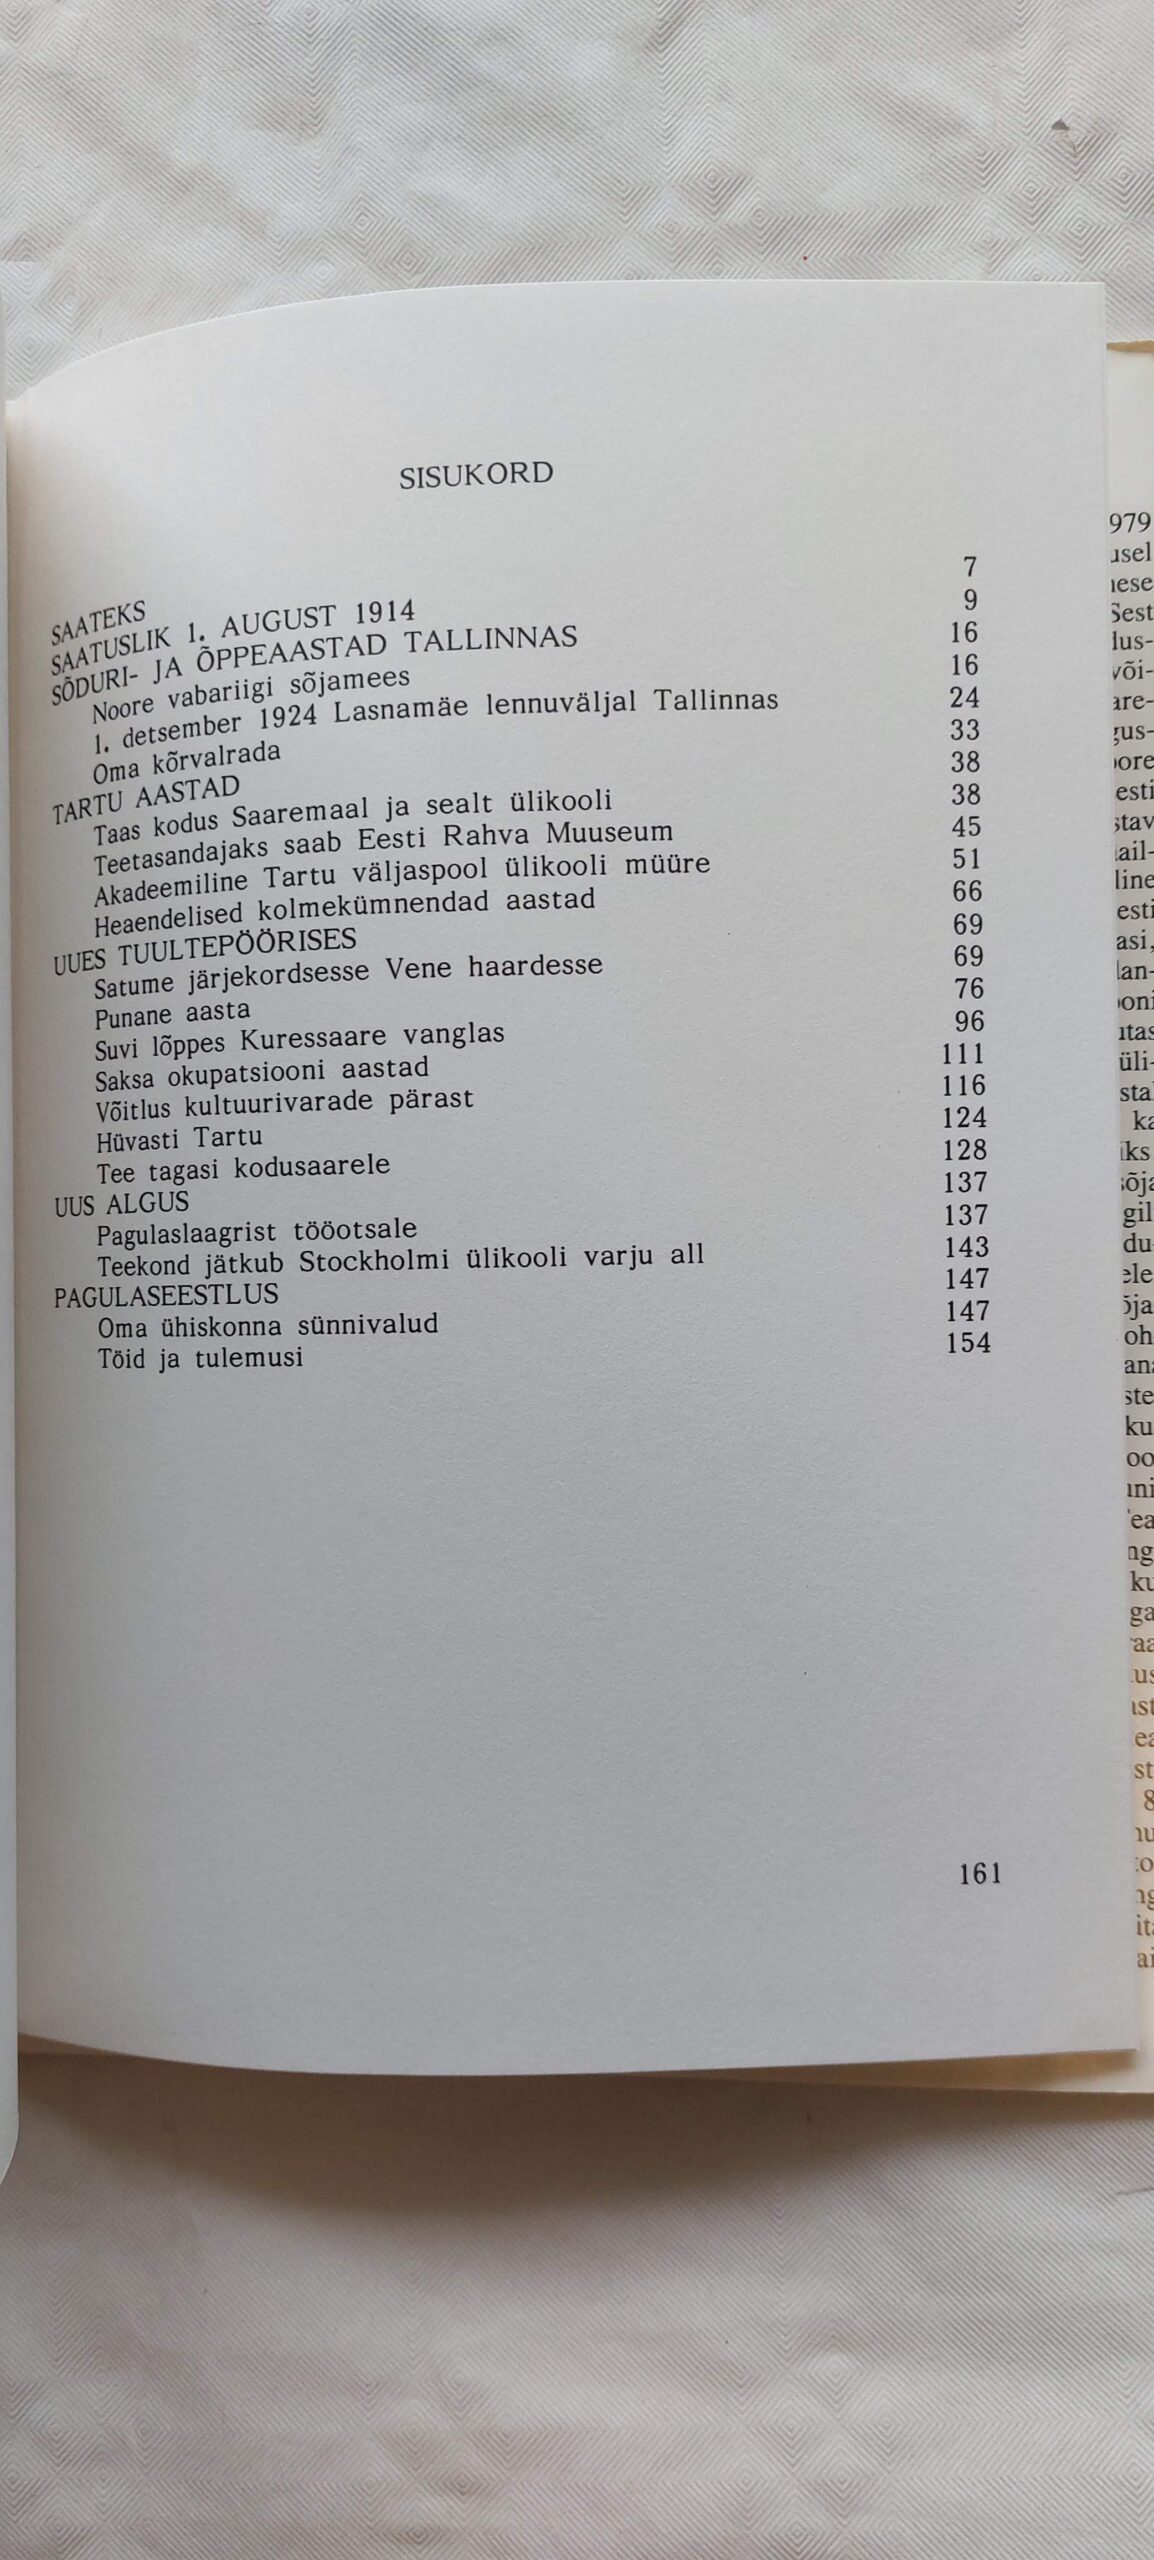 SISUKORD
SAATEKS 7
SAATUSLIK 1. AUGUST 1914 9
SÕDURI- JA ÕPPEAASTAD TALLINNAS 16
Noore vabariigi sõjamees 16
1. detsember 1924 Lasnamäe lennuväljal Tallinnas 24
Oma kõrvalrada 33
TARTU AASTAD 38
Taas kodus Saaremaal ja sealt ülikooli 38
Teetasandajaks saab Eesti Rahva Muuseum 45
Akadeemiline Tartu väljaspool ülikooli müüre 51
Heaendelised kolmekümnendad aastad 66
UUES TUULTEPÖÖRISES 69
Satume järjekordsesse Vene haardesse 69
Punane aasta 76
Suvi lõppes Kuressaare vanglas 96
Saksa okupatsiooni aastad 111
Võitlus kultuurivarade pärast 116
Hüvasti Tartu 124
Tee tagasi kodusaarele 128
UUS ALGUS 137
Pagulaslaagrist tööotsale 137
Teekond jätkub Stockholmi ülikooli varju all 143
PAGULASEESTLUS 147
Oma ühiskonna sünnivalud 147
Töid ja tulemusi 154
161